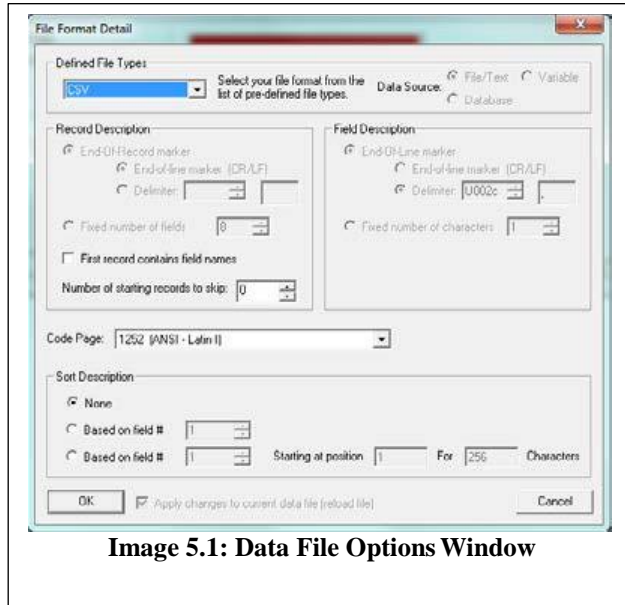 File Format Detail
Defined File Types
CSV
Select your file format from the
list of pre-defined file types.
Data Source:
File/Text
Variable
Database
Record Description
End-Of-Record marker
End-of-line marker (CR/LF)
Delimiter:
Fixed number of fields
8
First record contains field names
Number of starting records to skip: 0
Field Description
End-Of-Line marker
End-of-line marker (CR/LF)
Delimiter: U002c ,
Fixed number of characters 1
Code Page: 1252 (ANSI - Latin I)
Sort Description
None
Based on field # 1
Based on field # 1 Starting at position 1 For 256 Characters
OK Apply changes to current data file (reload file) Cancel
Image 5.1: Data File Options Window